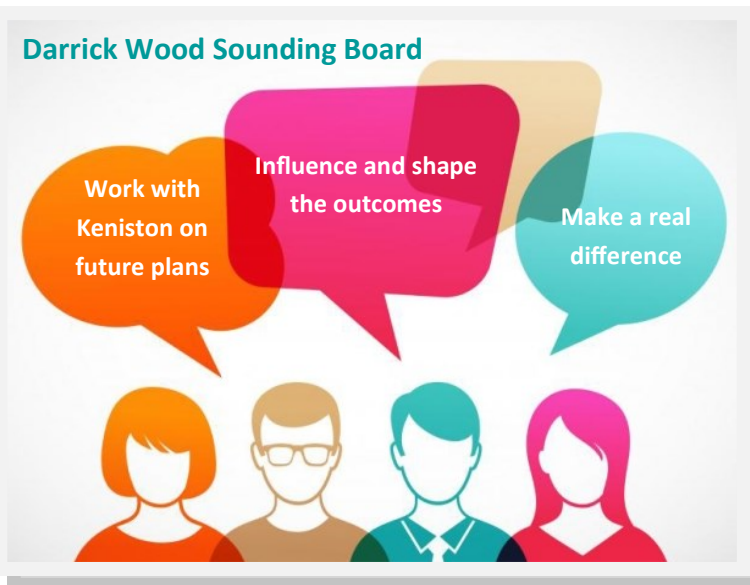 Darrick Wood Sounding Board
Work with
Keniston on
future plans
Influence and shape
the outcomes
Make a real
difference